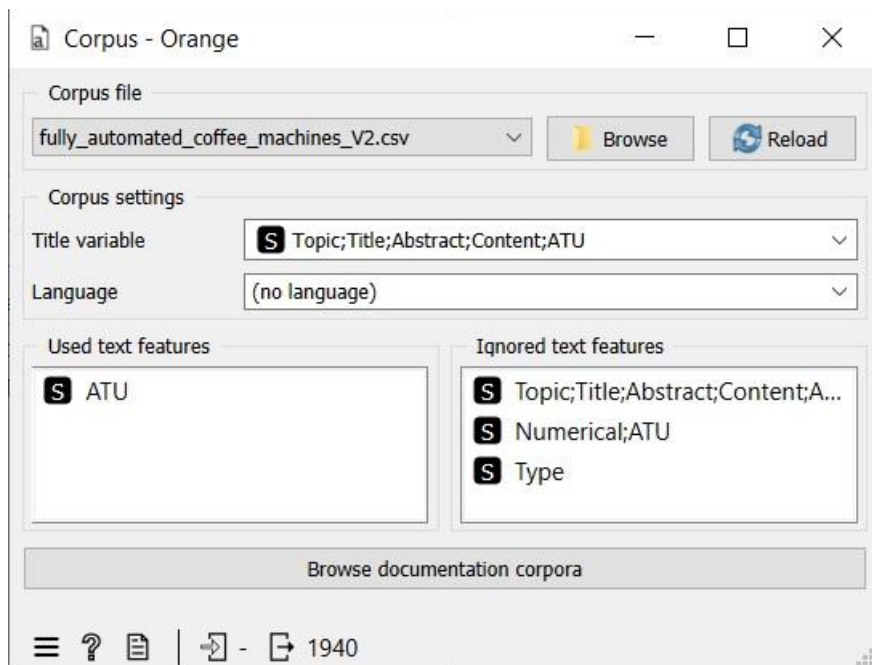 Corpus - Orange
Corpus file
fully_automated_coffee_machines_V2.csv
Browse
Reload
Corpus settings
Title variable
S Topic;Title;Abstract;Content;ATU
Language
(no language)
Used text features
Ignored text features
S ATU
S Topic;Title;Abstract;Content;A...
S Numerical;ATU
S Type
Browse documentation corpora
? | - 1940